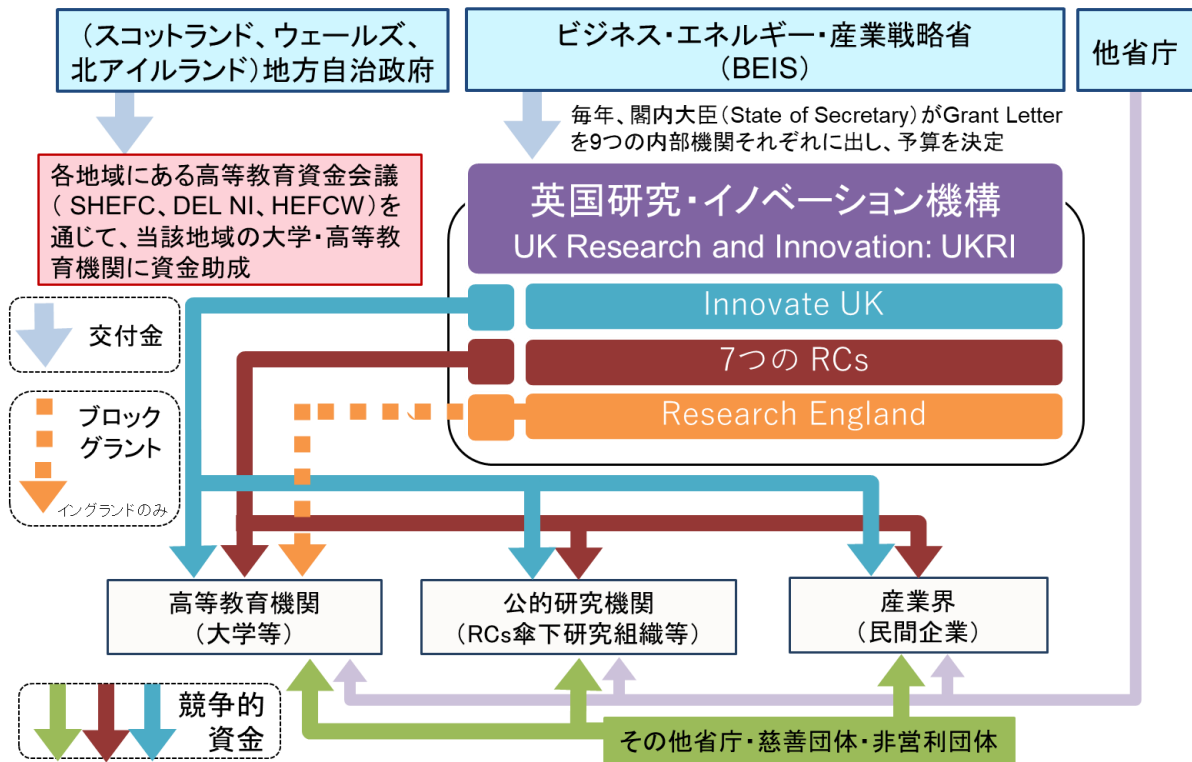 （スコットランド、ウェールズ、
北アイルランド）地方自治政府
ビジネス・エネルギー・産業戦略省
（BEIS）
他省庁
毎年、閣内大臣（State of Secretary）がGrant Letter
を9つの内部機関それぞれに出し、予算を決定
各地域にある高等教育資金会議
（ SHEFC、DEL NI、HEFCW）を
通じて、当該地域の大学・高等教
育機関に資金助成
英国研究・イノベーション機構
UK Research and Innovation: UKRI
Innovate UK
7つの RCs
Research England
交付金
ブロック
グラント
イングランドのみ
高等教育機関
（大学等）
公的研究機関
（RCs傘下研究組織等）
産業界
（民間企業）
競争的
資金
その他省庁・慈善団体・非営利団体